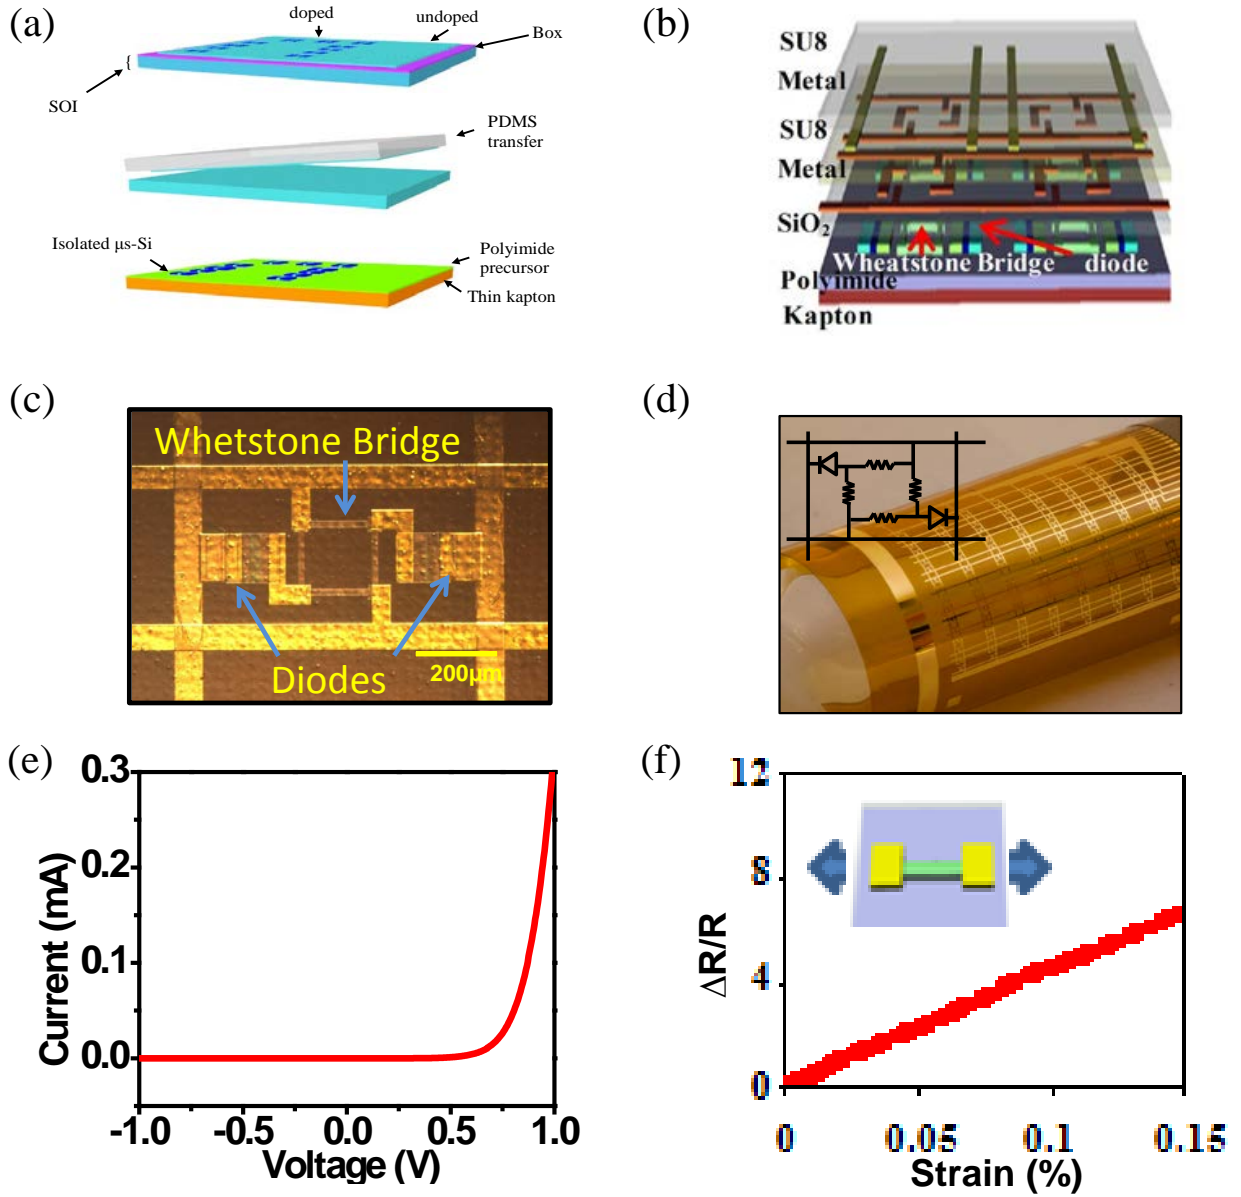 (a)
doped
undoped
Box
{
SOI
PDMS
transfer
Isolated µs-Si
Polyimide
precursor
Thin kapton
(b)
SU8
Metal
SU8
Metal
SiO2
Wheatstone Bridge
diode
Polyimide
Kapton
(c)
Whetstone Bridge
Diodes
200µm
(d)
(e)
0.3
0.2
0.1
0.0
Current (mA)
-1.0
-0.5
0.0
0.5
1.0
Voltage (V)
(f)
8
4
0
ΔR/R
0
0.05
0.1
0.15
Strain (%)